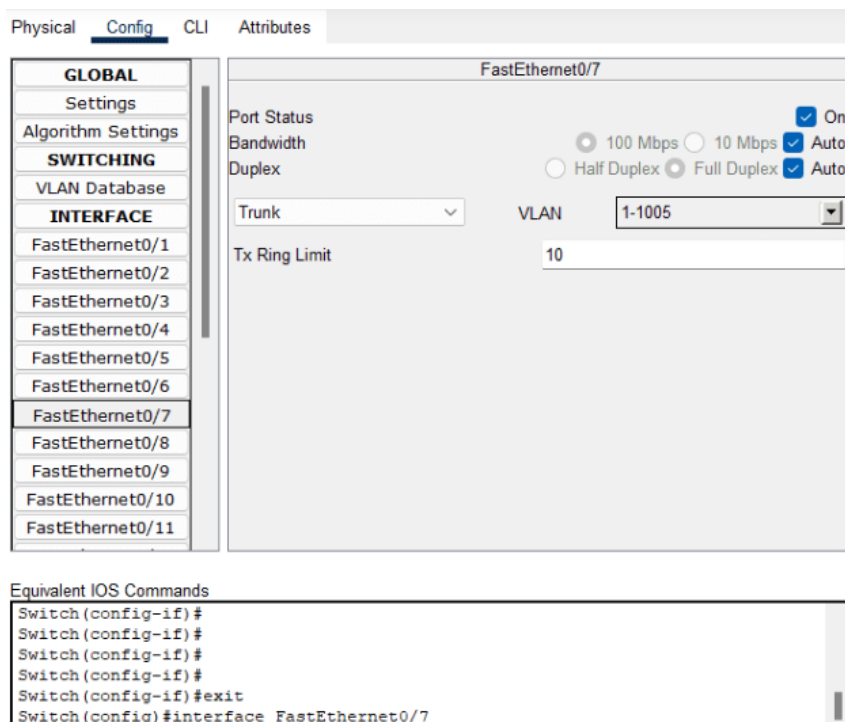 Physical Config CLI Attributes
GLOBAL
Settings
Algorithm Settings
SWITCHING
VLAN Database
INTERFACE
FastEthernet0/1
FastEthernet0/2
FastEthernet0/3
FastEthernet0/4
FastEthernet0/5
FastEthernet0/6
FastEthernet0/7
FastEthernet0/8
FastEthernet0/9
FastEthernet0/10
FastEthernet0/11
FastEthernet0/7
Port Status On
Bandwidth 100 Mbps 10 Mbps Auto
Duplex Half Duplex Full Duplex Auto
Trunk VLAN 1-1005
Tx Ring Limit 10
Equivalent IOS Commands
Switch(config-if)#
Switch(config-if)#
Switch(config-if)#
Switch(config-if)#
Switch(config-if)#exit
Switch(config)#interface FastEthernet0/7